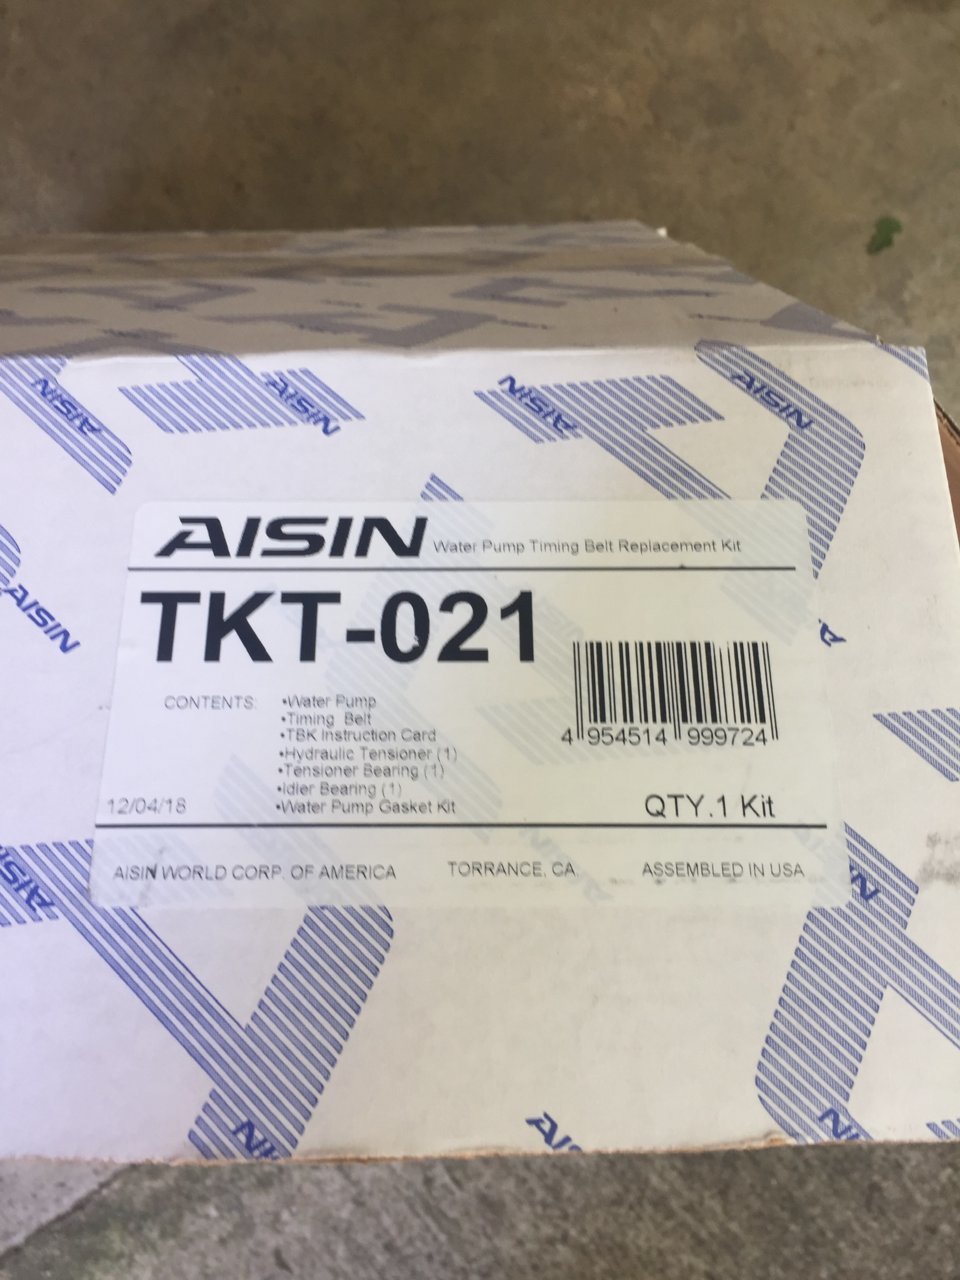 AISIN
AISIN
AISIN
AISIN
AISIN
AISIN Water Pump Timing Belt Replacement Kit
TKT-021
CONTENTS: •Water Pump
•Timing Belt
•TBK Instruction Card
•Hydraulic Tensioner (1)
•Tensioner Bearing (1)
•Idler Bearing (1)
•Water Pump Gasket Kit
4 954514 999724
12/04/18
QTY.1 Kit
AISIN WORLD CORP. OF AMERICA TORRANCE, CA. ASSEMBLED IN USA
AISIN